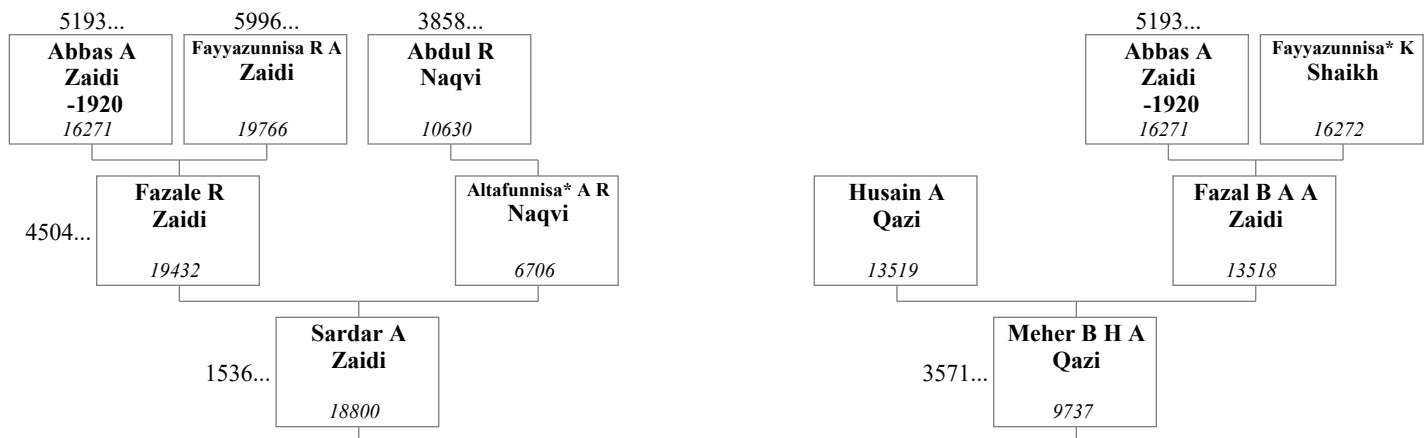 5193...
5996...
3858...
5193...
Abbas A
Zaidi
-1920
16271
Fayyazunnisa R A
Zaidi
19766
Abdul R
Naqvi
10630
Abbas A
Zaidi
-1920
16271
Fayyazunnisa* K
Shaikh
16272
4504...
Fazale R
Zaidi
19432
Altafunnisa* A R
Naqvi
6706
Husain A
Qazi
13519
Fazal B A A
Zaidi
13518
1536...
Sardar A
Zaidi
18800
3571...
Meher B H A
Qazi
9737